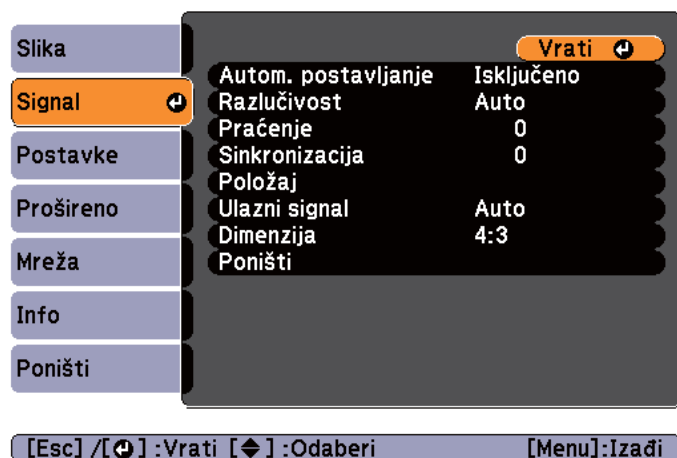 Slika
Signal
Postavke
Prošireno
Mreža
Info
Poništi
Vrati
Autom. postavljanje Isključeno
Razlučivost Auto
Praćenje 0
Sinkronizacija 0
Položaj
Ulazni signal Auto
Dimenzija 4:3
Poništi
[Esc] /[⏎] :Vrati [◆] :Odaberi [Menu]:Izađi